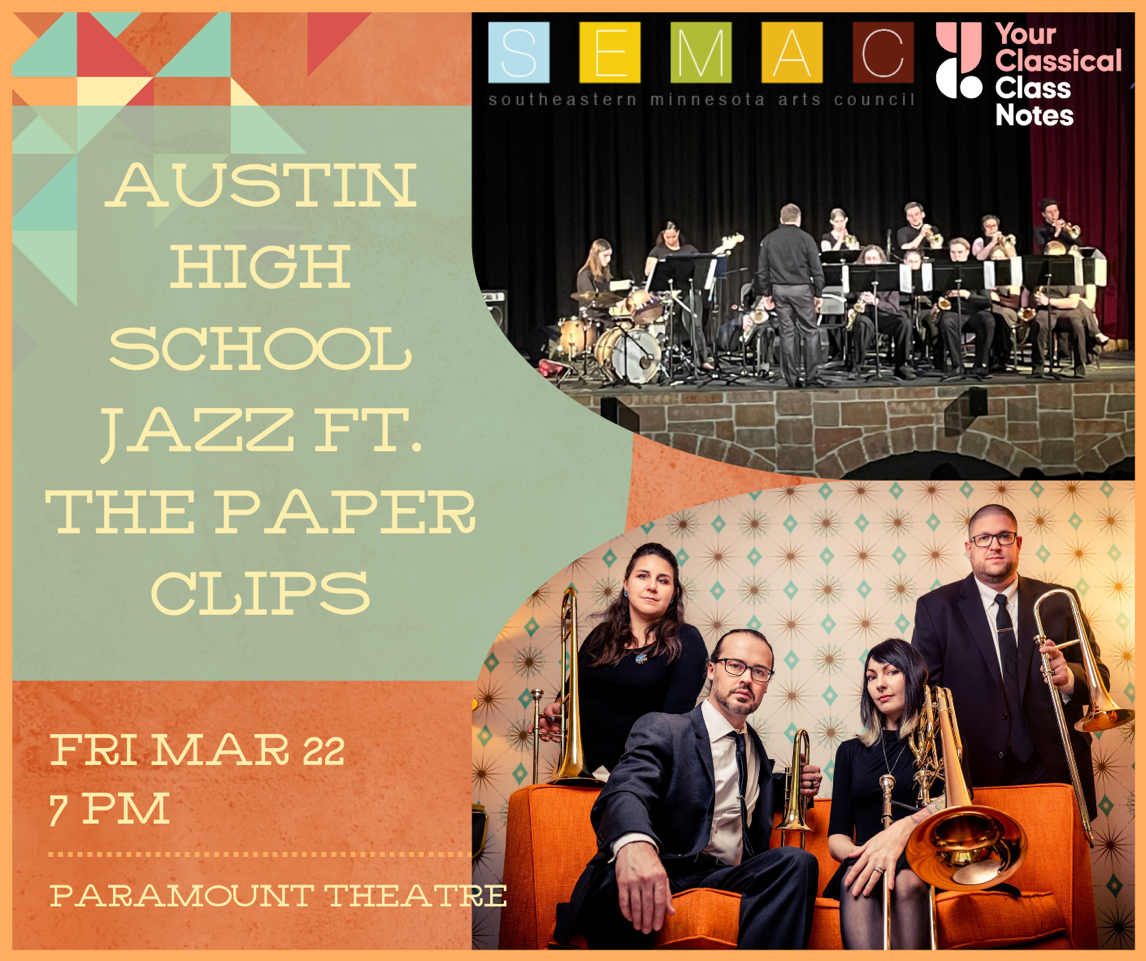 S E M A C
southeastern minnesota arts council
Your
Classical
Class
Notes
AUSTIN
HIGH
SCHOOL
JAZZ FT.
THE PAPER
CLIPS
FRI MAR 22
7 PM
PARAMOUNT THEATRE